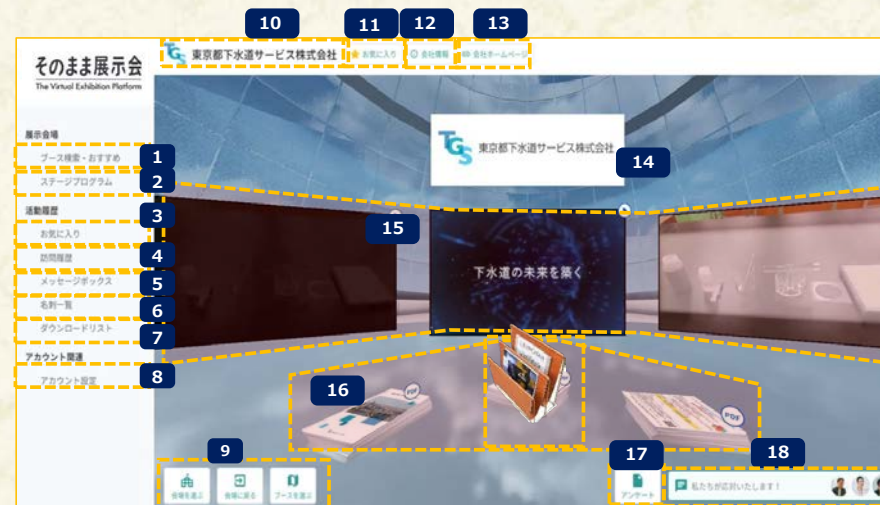 10
11
12
13
そのまま展示会
The Virtual Exhibition Platform
TGS 東京都下水道サービス株式会社
お気に入り
会社情報
会社ホームページ
展示会場
ブース検索・おすすめ
1
ステージプログラム
2
TGS 東京都下水道サービス株式会社
14
活動履歴
3
お気に入り
15
訪問履歴
4
メッセージボックス
5
名刺一覧
6
ダウンロードリスト
7
下水道の未来を築く
アカウント関連
アカウント設定
8
16
PDF
PDF
9
17
18
会場を選ぶ
会場に戻る
ブースを選ぶ
アンケート
私たちが応対いたします！